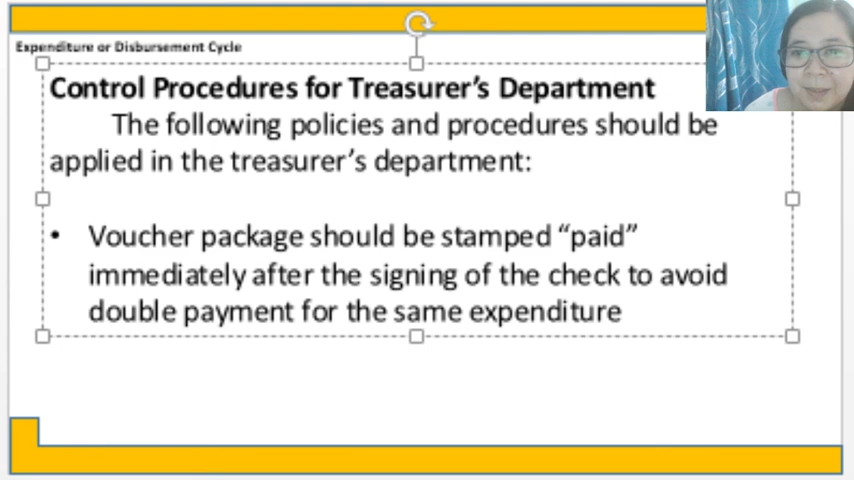 Expenditure or Disbursement Cycle
Control Procedures for Treasurer’s Department
The following policies and procedures should be
applied in the treasurer’s department:
• Voucher package should be stamped “paid”
immediately after the signing of the check to avoid
double payment for the same expenditure